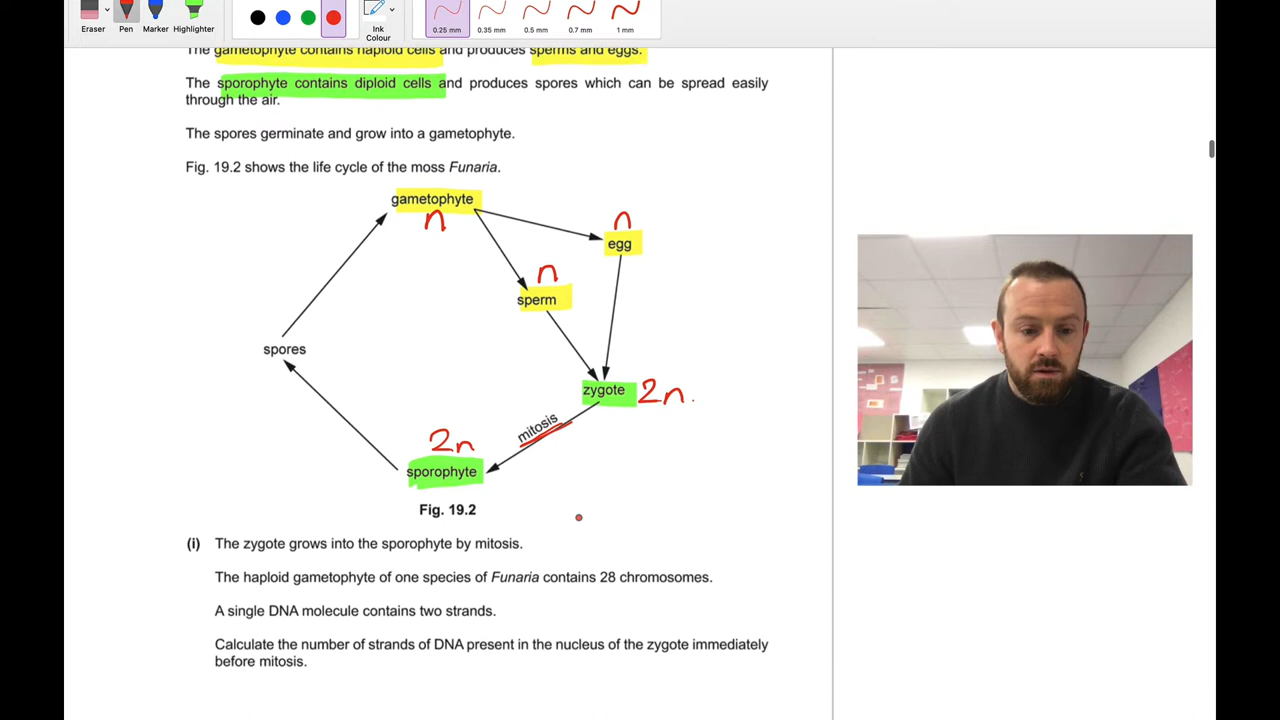 Eraser
Pen
Marker
Highlighter
Ink
Colour
0.25 mm
0.35 mm
0.5 mm
0.7 mm
1 mm
The gametophyte contains haploid cells and produces sperms and eggs.
The sporophyte contains diploid cells and produces spores which can be spread easily
through the air.
The spores germinate and grow into a gametophyte.
Fig. 19.2 shows the life cycle of the moss Funaria.
gametophyte
n
n
egg
n
sperm
spores
zygote 2n.
mitosis
2n
sporophyte
Fig. 19.2
(i) The zygote grows into the sporophyte by mitosis.
The haploid gametophyte of one species of Funaria contains 28 chromosomes.
A single DNA molecule contains two strands.
Calculate the number of strands of DNA present in the nucleus of the zygote immediately
before mitosis.